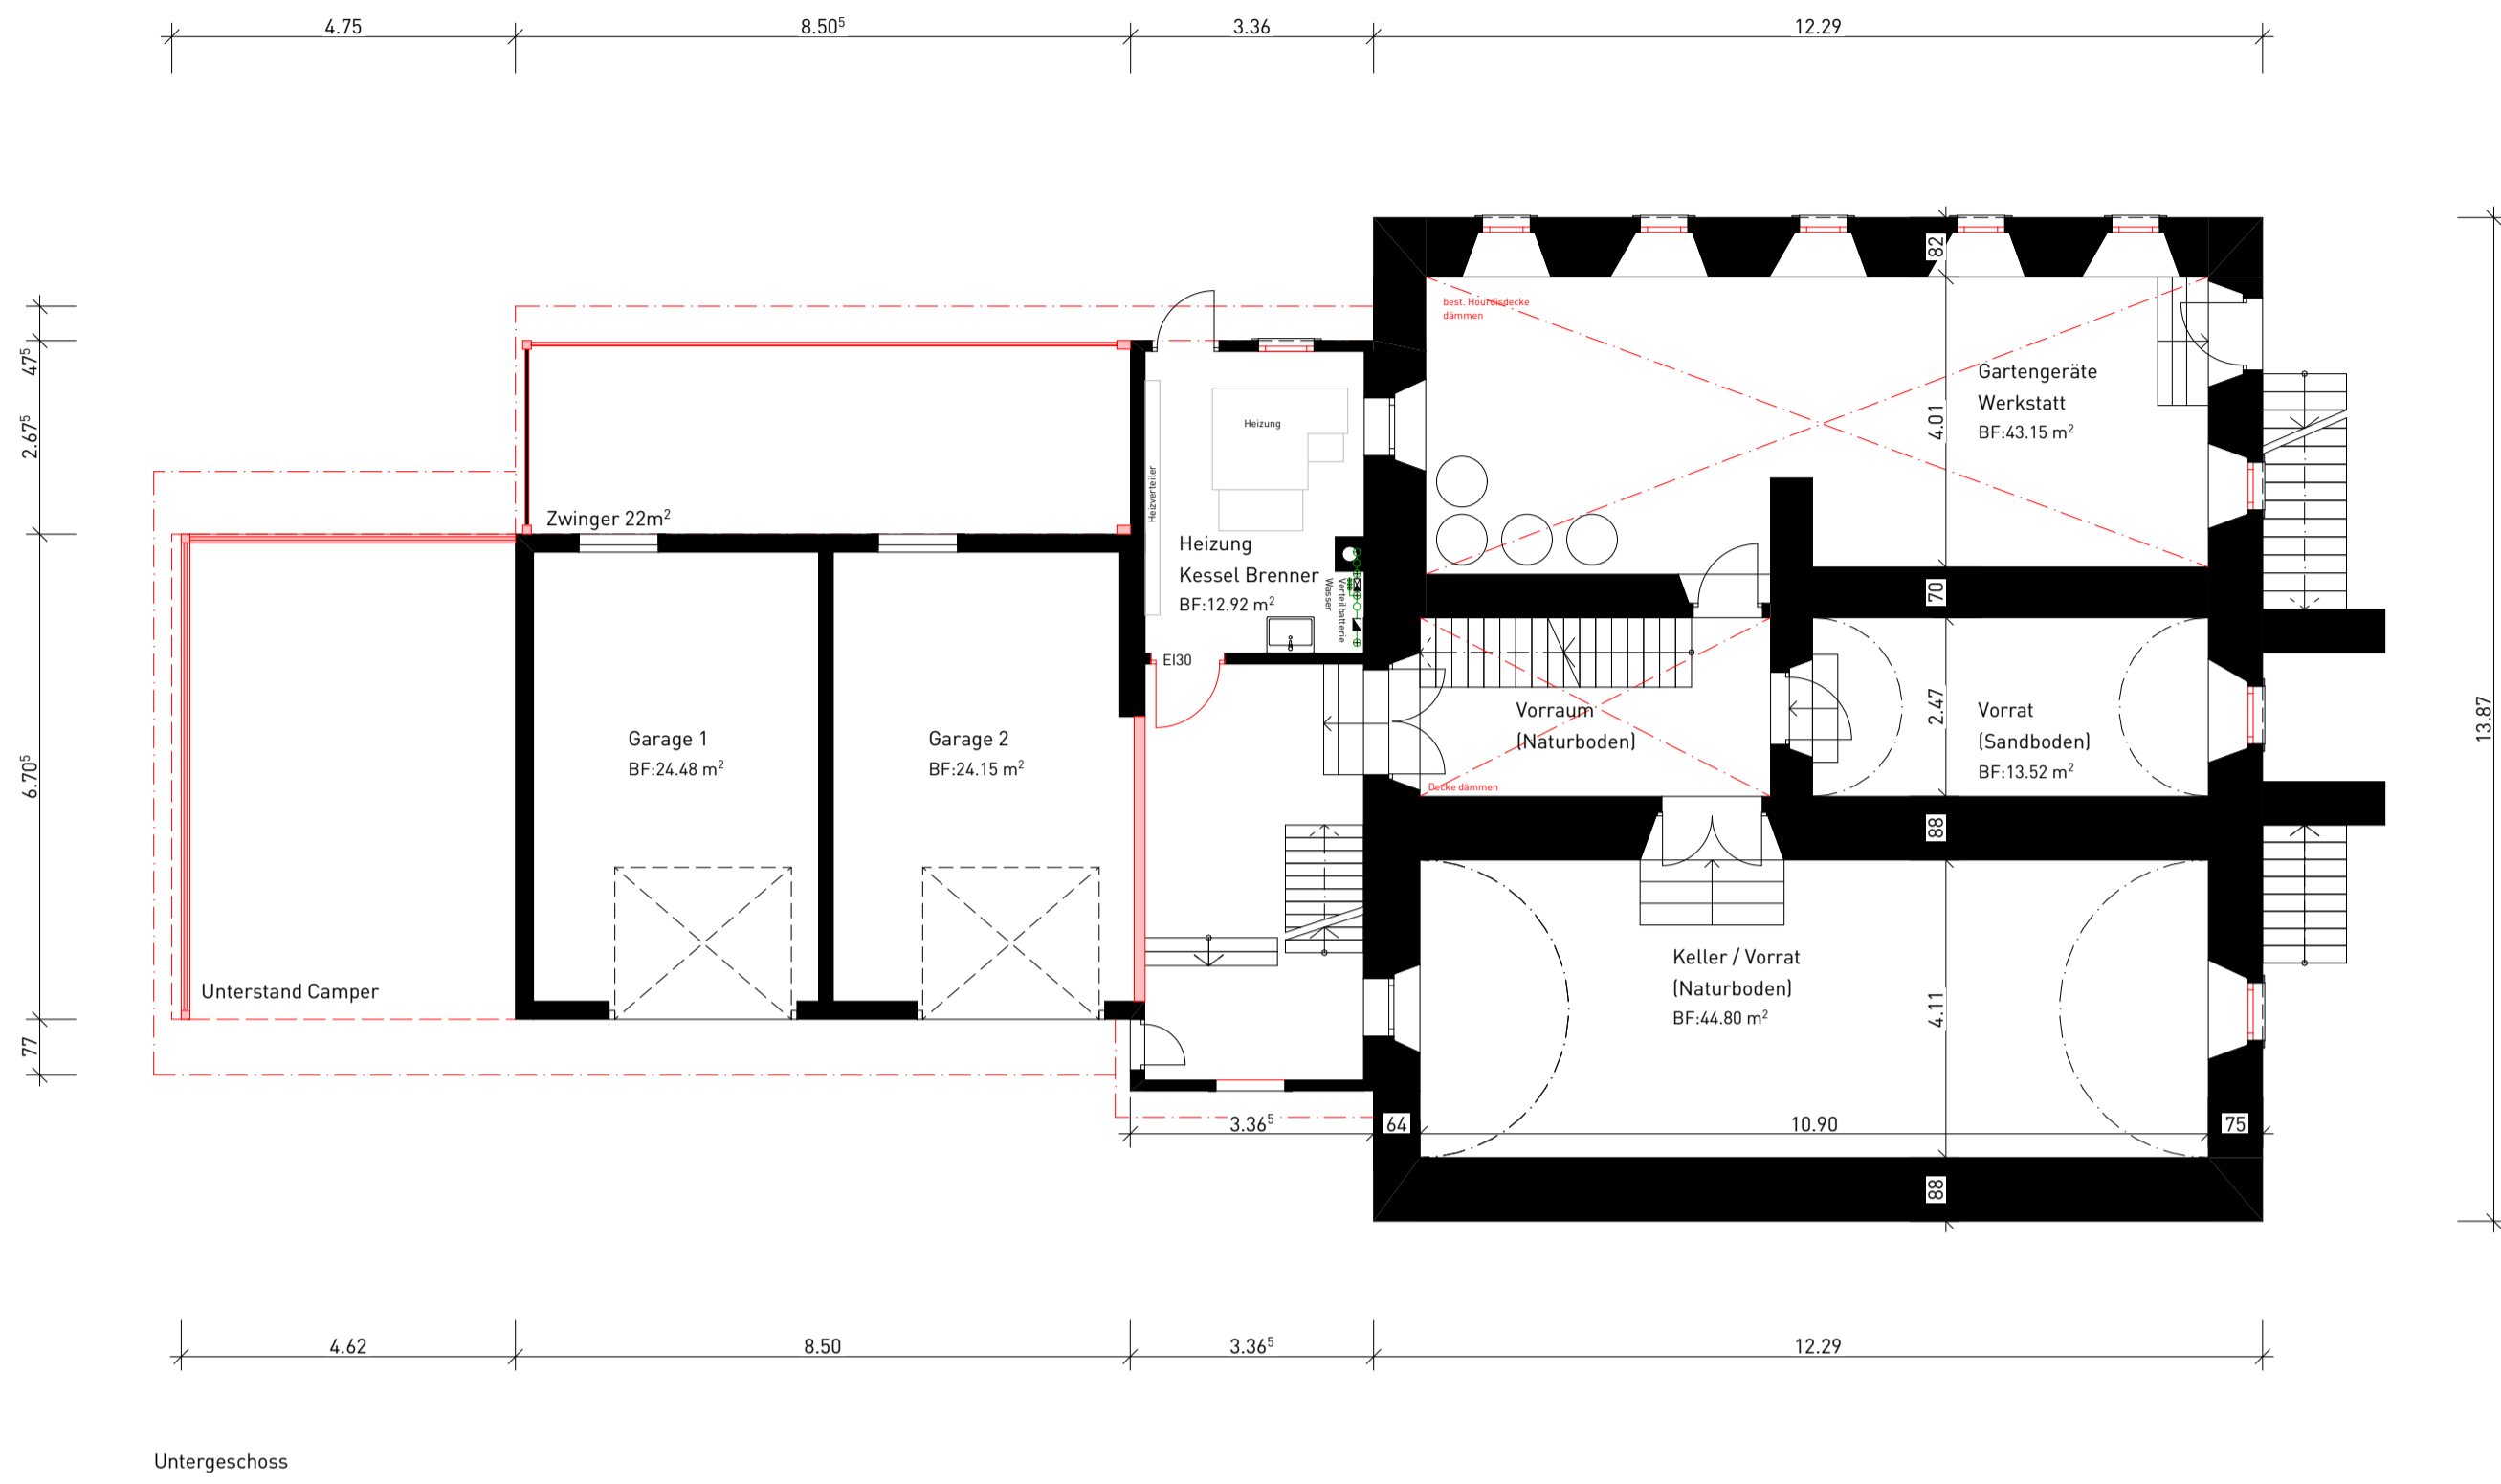 4.75
8.50⁵
3.36
12.29
82
best. Hourdisdecke
dämmen
47⁵
2.67⁵
6.70⁵
77
Gartengeräte
Werkstatt
BF:43.15 m²
4.01
Heizung
Heizverteiler
Zwinger 22m²
Heizung
Kessel Brenner
BF:12.92 m²
Verteilbatterie
Wasser
EI30
70
Vorraum
(Naturboden)
Decke dämmen
2.47
Vorrat
(Sandboden)
BF:13.52 m²
13.87
Garage 1
BF:24.48 m²
Garage 2
BF:24.15 m²
88
Keller / Vorrat
(Naturboden)
BF:44.80 m²
4.11
Unterstand Camper
3.36⁵
64
10.90
75
88
4.62
8.50
3.36⁵
12.29
Untergeschoss